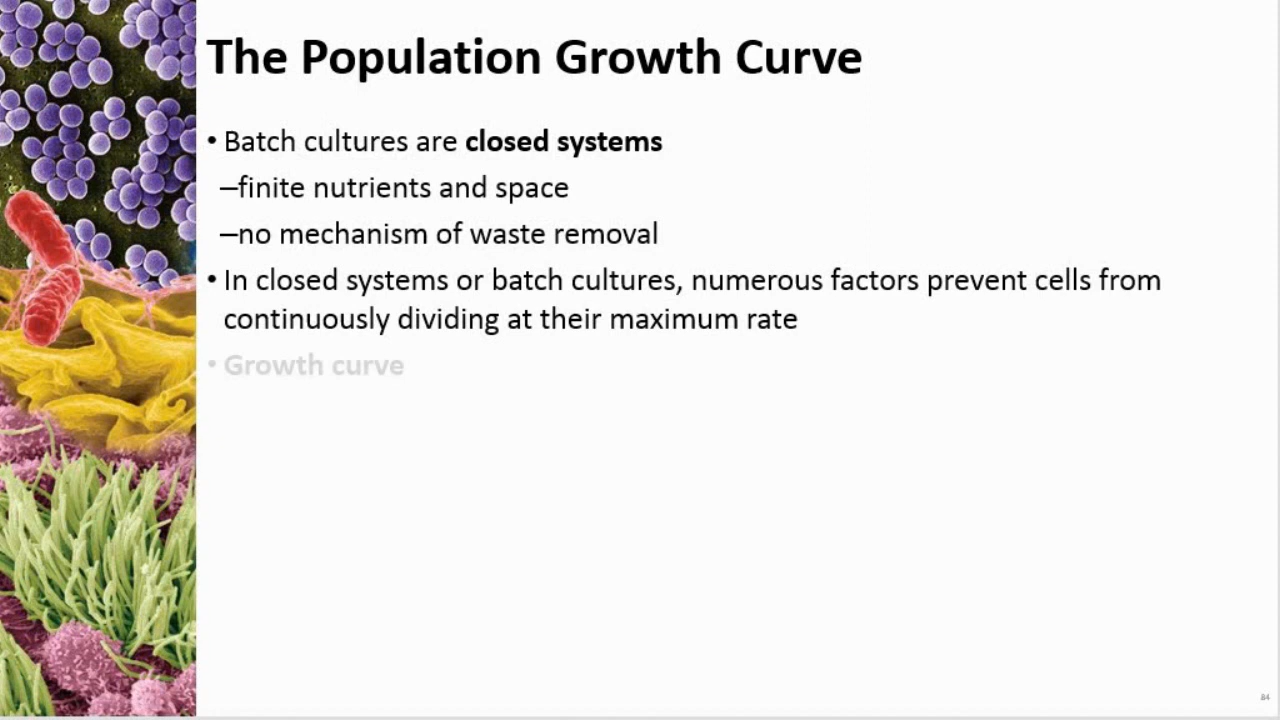 The Population Growth Curve
• Batch cultures are closed systems
–finite nutrients and space
–no mechanism of waste removal
• In closed systems or batch cultures, numerous factors prevent cells from
continuously dividing at their maximum rate
• Growth curve
84